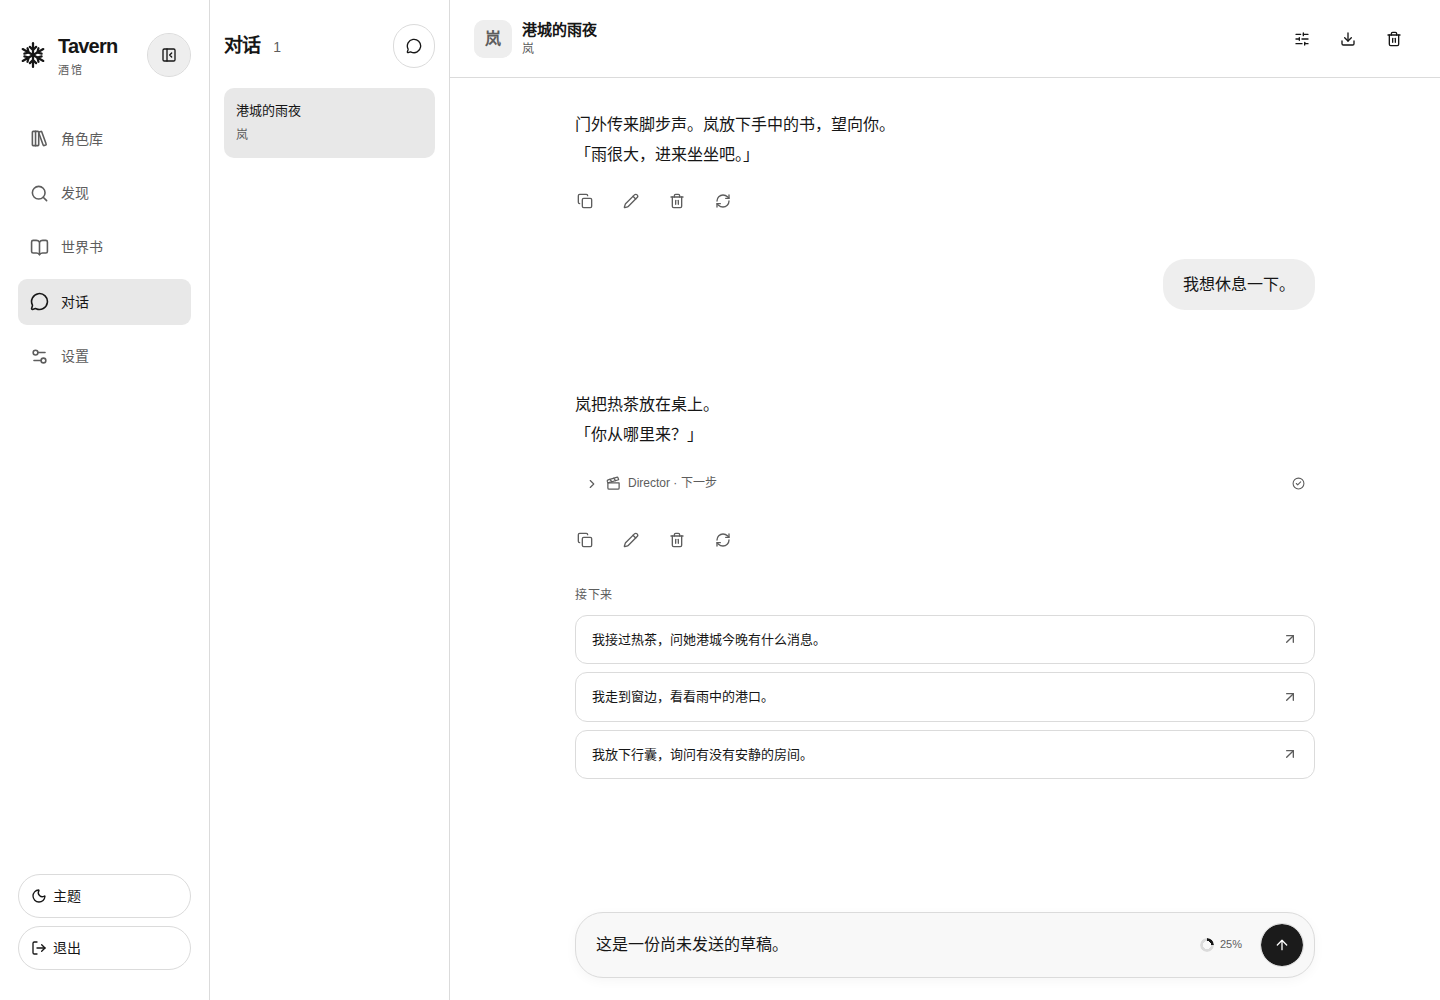 Tavern
酒馆
角色库
发现
世界书
对话
设置
主题
退出
对话 1
港城的雨夜
岚
岚
港城的雨夜
岚
门外传来脚步声。岚放下手中的书，望向你。
「雨很大，进来坐坐吧。」
我想休息一下。
岚把热茶放在桌上。
「你从哪里来？」
Director · 下一步
接下来
我接过热茶，问她港城今晚有什么消息。
我走到窗边，看看雨中的港口。
我放下行囊，询问有没有安静的房间。
这是一份尚未发送的草稿。
25%